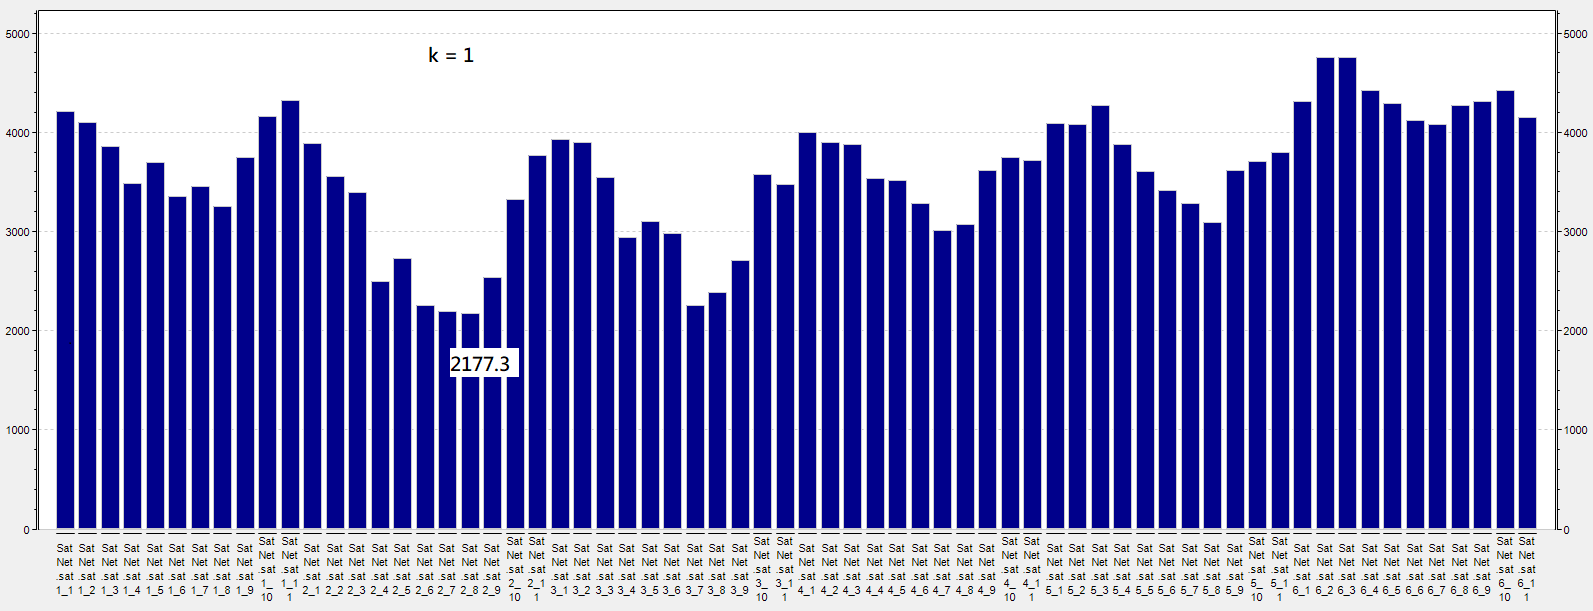 5000
4000
3000
2000
1000
0
k = 1
2177.3
5000
4000
3000
2000
1000
0
Sat Net .sat 1_1
Sat Net .sat 1_2
Sat Net .sat 1_3
Sat Net .sat 1_4
Sat Net .sat 1_5
Sat Net .sat 1_6
Sat Net .sat 1_7
Sat Net .sat 1_8
Sat Net .sat 1_9
Sat Net .sat 1_ 10
Sat Net .sat 1_1 1
Sat Net .sat 2_1
Sat Net .sat 2_2
Sat Net .sat 2_3
Sat Net .sat 2_4
Sat Net .sat 2_5
Sat Net .sat 2_6
Sat Net .sat 2_7
Sat Net .sat 2_8
Sat Net .sat 2_9
Sat Net .sat 2_ 10
Sat Net .sat 2_1 1
Sat Net .sat 3_1
Sat Net .sat 3_2
Sat Net .sat 3_3
Sat Net .sat 3_4
Sat Net .sat 3_5
Sat Net .sat 3_6
Sat Net .sat 3_7
Sat Net .sat 3_8
Sat Net .sat 3_9
Sat Net .sat 3_ 10
Sat Net .sat 3_1 1
Sat Net .sat 4_1
Sat Net .sat 4_2
Sat Net .sat 4_3
Sat Net .sat 4_4
Sat Net .sat 4_5
Sat Net .sat 4_6
Sat Net .sat 4_7
Sat Net .sat 4_8
Sat Net .sat 4_9
Sat Net .sat 4_ 10
Sat Net .sat 4_1 1
Sat Net .sat 5_1
Sat Net .sat 5_2
Sat Net .sat 5_3
Sat Net .sat 5_4
Sat Net .sat 5_5
Sat Net .sat 5_6
Sat Net .sat 5_7
Sat Net .sat 5_8
Sat Net .sat 5_9
Sat Net .sat 5_ 10
Sat Net .sat 5_1 1
Sat Net .sat 6_1
Sat Net .sat 6_2
Sat Net .sat 6_3
Sat Net .sat 6_4
Sat Net .sat 6_5
Sat Net .sat 6_6
Sat Net .sat 6_7
Sat Net .sat 6_8
Sat Net .sat 6_9
Sat Net .sat 6_ 10
Sat Net .sat 6_1 1